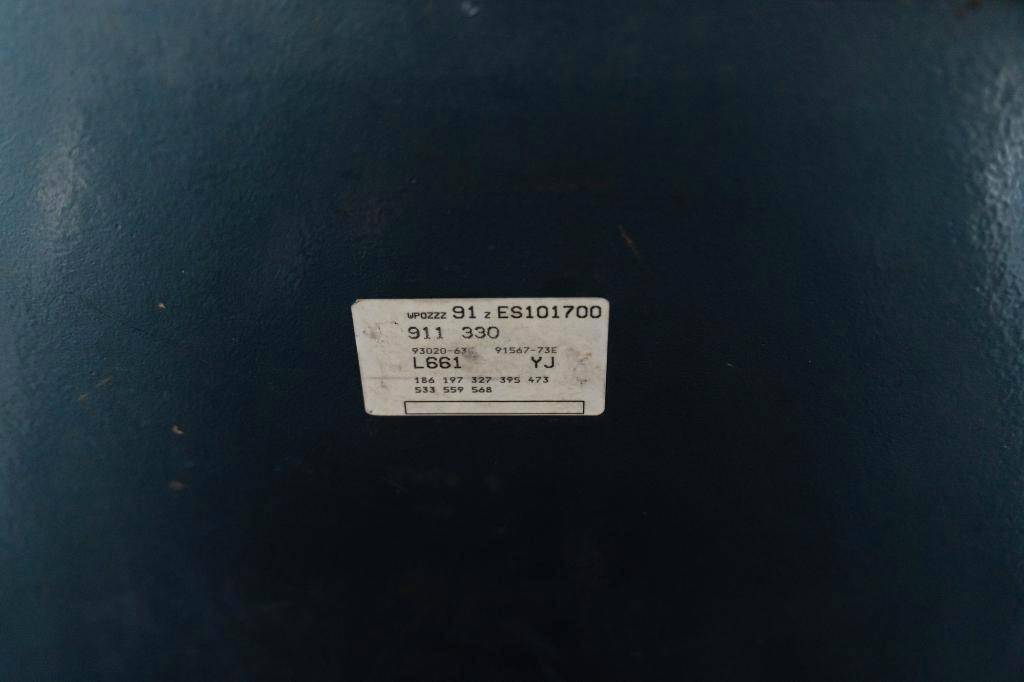 WP0ZZZ 91 Z ES101700
911 330
93020-63 91567-73E
L661 YJ
186 197 327 395 473
533 559 568